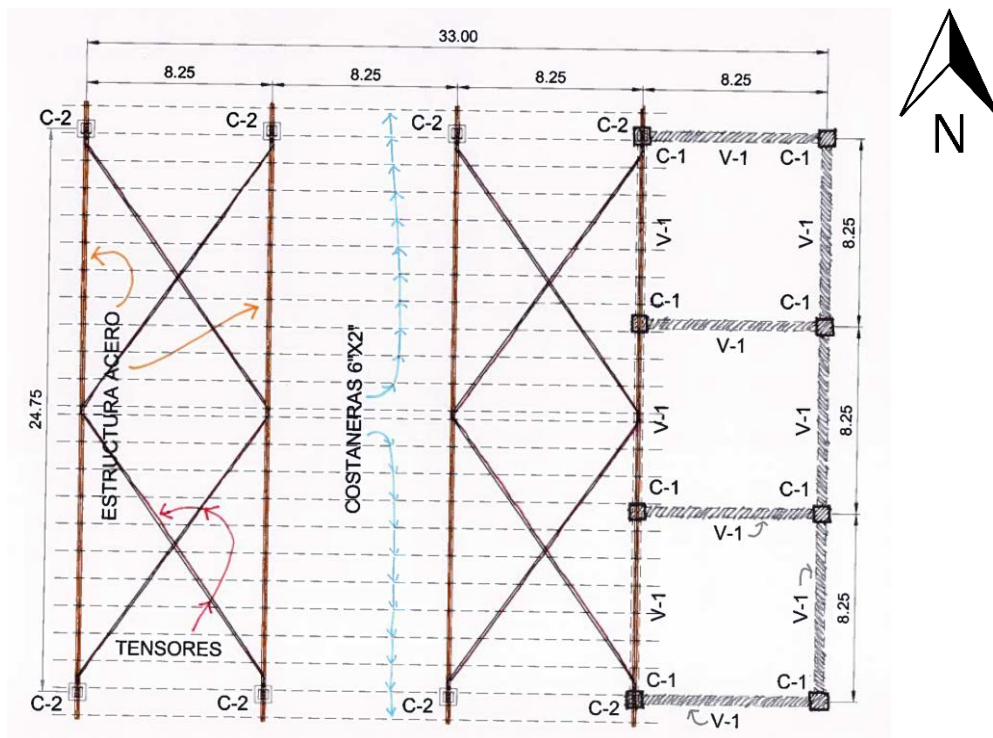 33.00
8.25
8.25
8.25
8.25
N
C-2
C-2
C-2
C-2
C-1
V-1
C-1
V-1
V-1
8.25
C-1
C-1
V-1
ESTRUCTURA ACERO
COSTANERAS 6"X2"
24.75
V-1
V-1
8.25
C-1
C-1
V-1
TENSORES
V-1
V-1
8.25
C-2
C-2
C-2
C-2
C-1
C-1
V-1